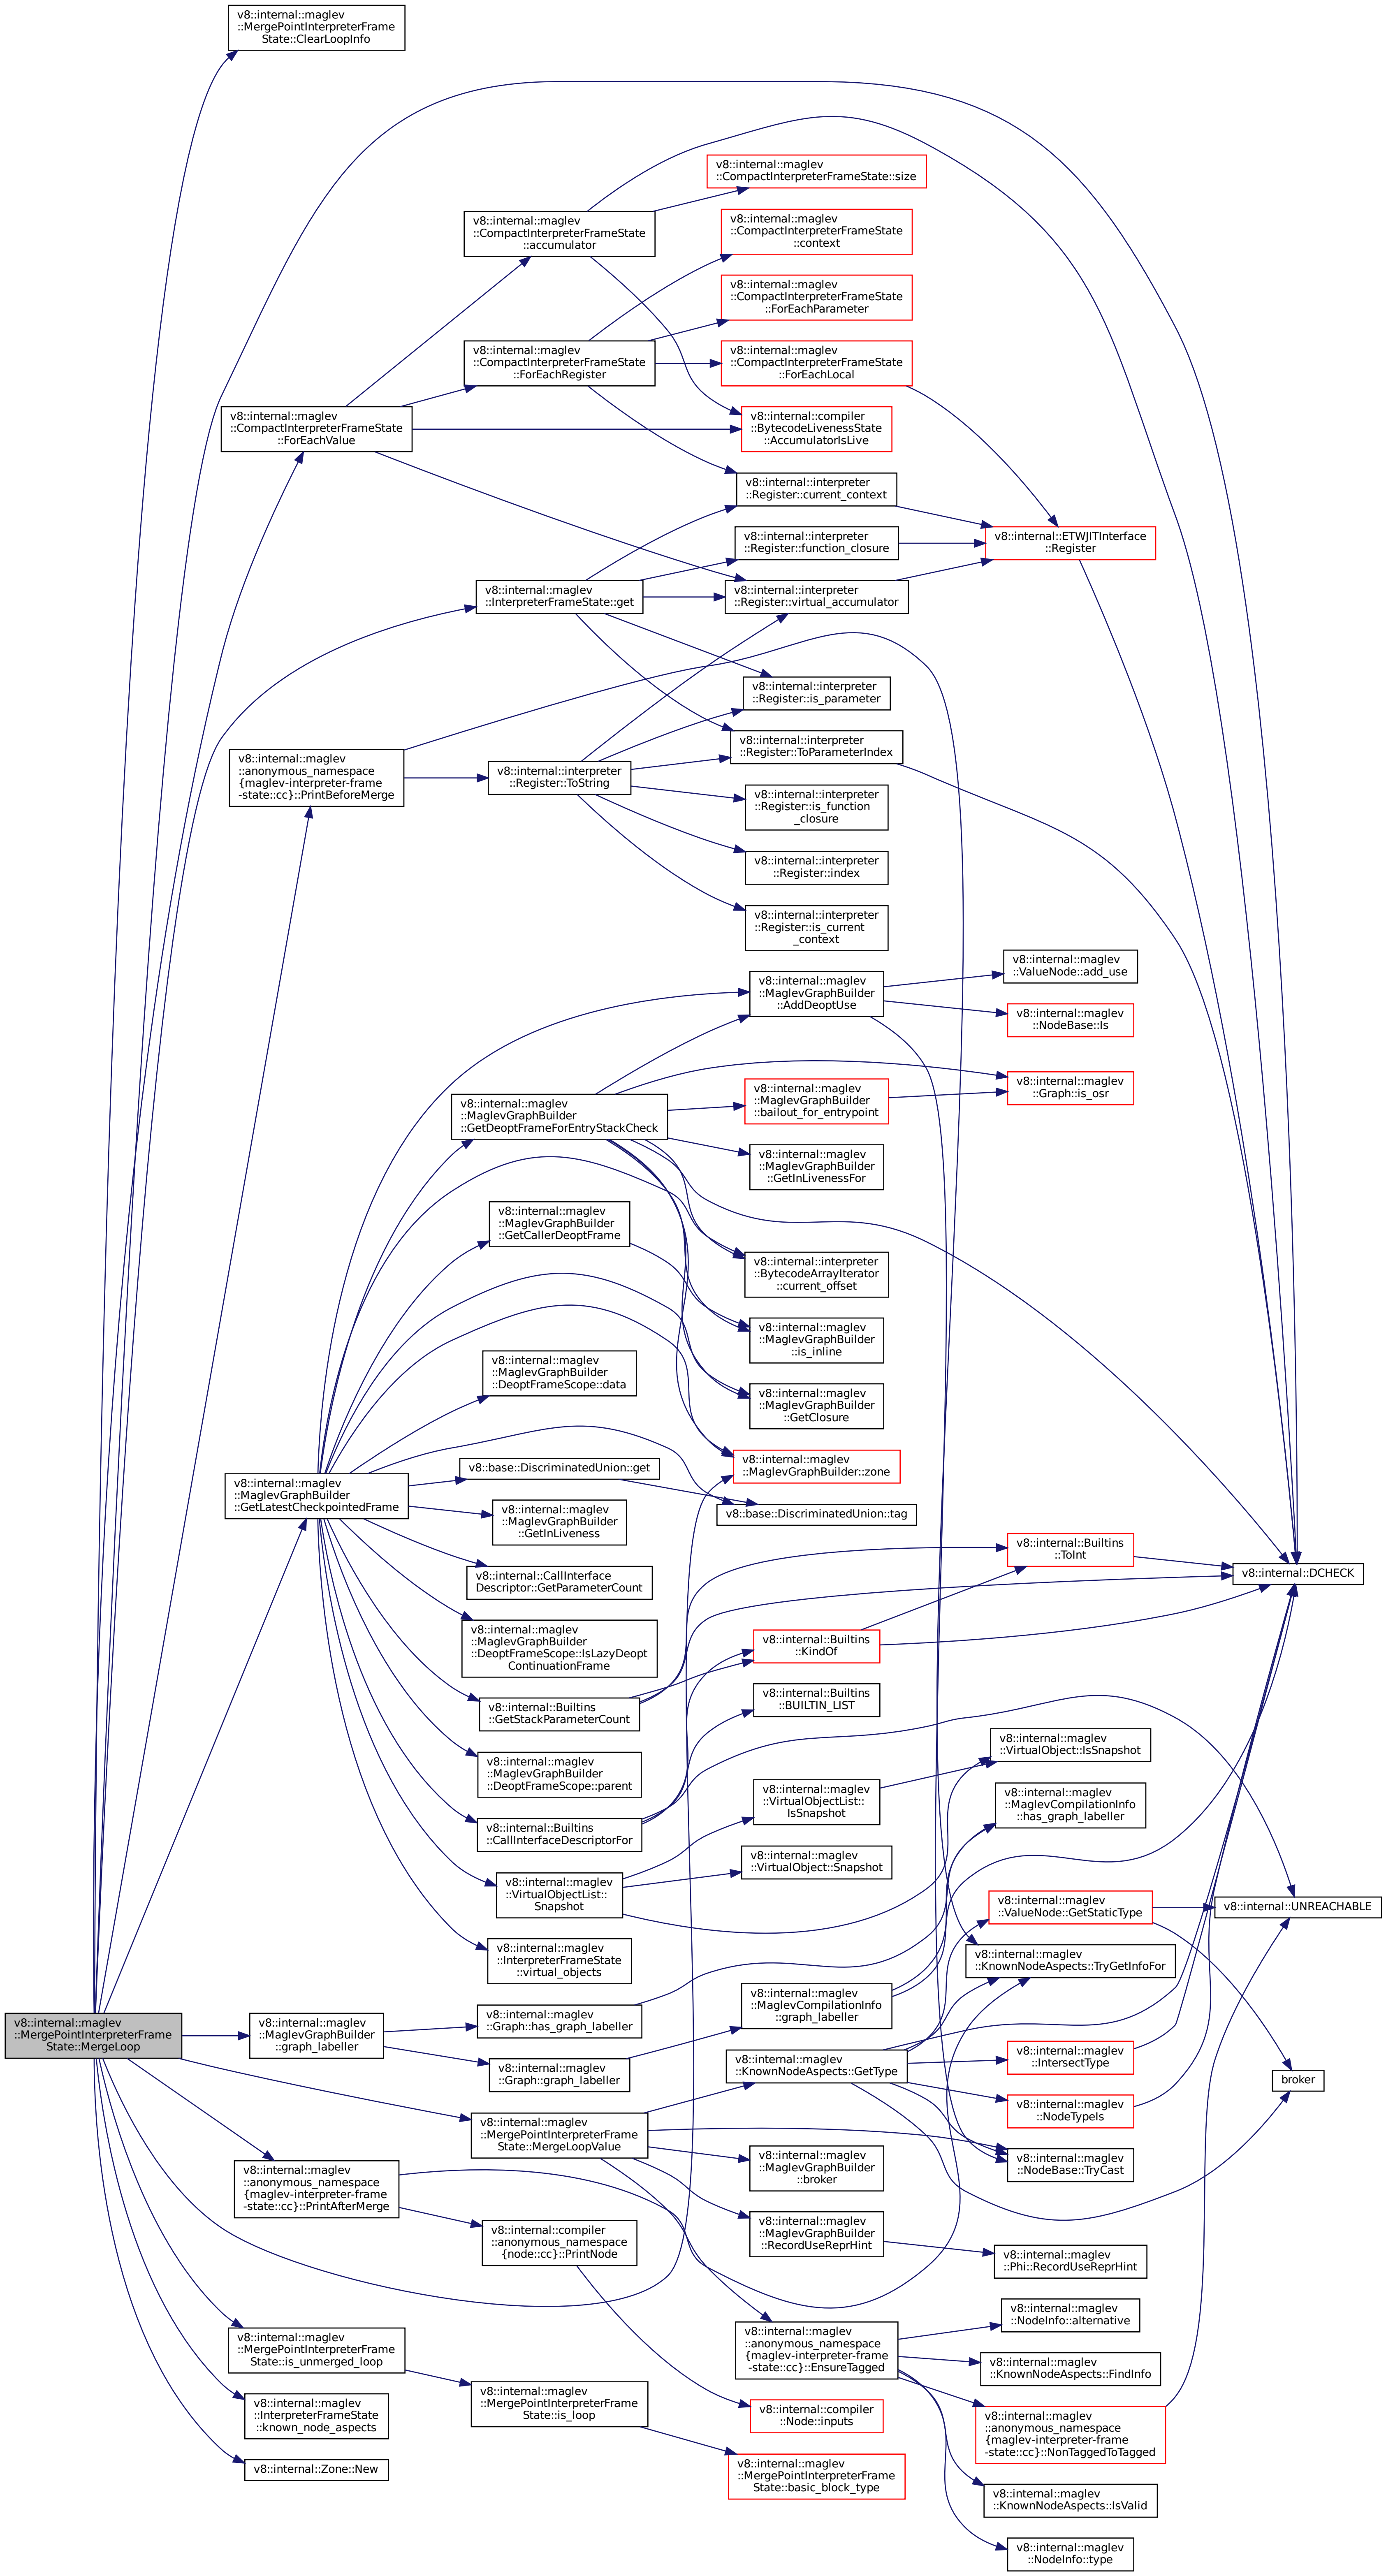 v8::internal::maglev
::MergePointInterpreterFrame
State::ClearLoopInfo
v8::internal::maglev
::CompactInterpreterFrameState::size
v8::internal::maglev
::CompactInterpreterFrameState
::accumulator
v8::internal::maglev
::CompactInterpreterFrameState
::context
v8::internal::maglev
::CompactInterpreterFrameState
::ForEachParameter
v8::internal::maglev
::CompactInterpreterFrameState
::ForEachRegister
v8::internal::maglev
::CompactInterpreterFrameState
::ForEachLocal
v8::internal::maglev
::CompactInterpreterFrameState
::ForEachValue
v8::internal::compiler
::BytecodeLivenessState
::AccumulatorIsLive
v8::internal::interpreter
::Register::current_context
v8::internal::interpreter
::Register::function_closure
v8::internal::ETWJITInterface
::Register
v8::internal::maglev
::InterpreterFrameState::get
v8::internal::interpreter
::Register::virtual_accumulator
v8::internal::interpreter
::Register::is_parameter
v8::internal::interpreter
::Register::ToParameterIndex
v8::internal::maglev
::anonymous_namespace
{maglev-interpreter-frame
-state::cc}::PrintBeforeMerge
v8::internal::interpreter
::Register::ToString
v8::internal::interpreter
::Register::is_function
_closure
v8::internal::interpreter
::Register::index
v8::internal::interpreter
::Register::is_current
_context
v8::internal::maglev
::ValueNode::add_use
v8::internal::maglev
::MaglevGraphBuilder
::AddDeoptUse
v8::internal::maglev
::NodeBase::Is
v8::internal::maglev
::Graph::is_osr
v8::internal::maglev
::MaglevGraphBuilder
::GetDeoptFrameForEntryStackCheck
v8::internal::maglev
::MaglevGraphBuilder
::bailout_for_entrypoint
v8::internal::maglev
::MaglevGraphBuilder
::GetInLivenessFor
v8::internal::maglev
::MaglevGraphBuilder
::GetCallerDeoptFrame
v8::internal::interpreter
::BytecodeArrayIterator
::current_offset
v8::internal::maglev
::MaglevGraphBuilder
::is_inline
v8::internal::maglev
::MaglevGraphBuilder
::DeoptFrameScope::data
v8::internal::maglev
::MaglevGraphBuilder
::GetClosure
v8::internal::maglev
::MaglevGraphBuilder
::GetLatestCheckpointedFrame
v8::base::DiscriminatedUnion::get
v8::internal::maglev
::MaglevGraphBuilder::zone
v8::internal::maglev
::MaglevGraphBuilder
::GetInLiveness
v8::base::DiscriminatedUnion::tag
v8::internal::Builtins
::ToInt
v8::internal::DCHECK
v8::internal::CallInterface
Descriptor::GetParameterCount
v8::internal::maglev
::MaglevGraphBuilder
::DeoptFrameScope::IsLazyDeopt
ContinuationFrame
v8::internal::Builtins
::KindOf
v8::internal::Builtins
::GetStackParameterCount
v8::internal::Builtins
::BUILTIN_LIST
v8::internal::maglev
::VirtualObject::IsSnapshot
v8::internal::maglev
::MaglevGraphBuilder
::DeoptFrameScope::parent
v8::internal::maglev
::VirtualObjectList::
IsSnapshot
v8::internal::maglev
::MaglevCompilationInfo
::has_graph_labeller
v8::internal::Builtins
::CallInterfaceDescriptorFor
v8::internal::maglev
::VirtualObject::Snapshot
v8::internal::maglev
::VirtualObjectList::
Snapshot
v8::internal::maglev
::ValueNode::GetStaticType
v8::internal::UNREACHABLE
v8::internal::maglev
::InterpreterFrameState
::virtual_objects
v8::internal::maglev
::KnownNodeAspects::TryGetInfoFor
v8::internal::maglev
::MergePointInterpreterFrame
State::MergeLoop
v8::internal::maglev
::MaglevGraphBuilder
::graph_labeller
v8::internal::maglev
::Graph::has_graph_labeller
v8::internal::maglev
::MaglevCompilationInfo
::graph_labeller
v8::internal::maglev
::Graph::graph_labeller
v8::internal::maglev
::KnownNodeAspects::GetType
v8::internal::maglev
::IntersectType
broker
v8::internal::maglev
::NodeTypeIs
v8::internal::maglev
::MergePointInterpreterFrame
State::MergeLoopValue
v8::internal::maglev
::MaglevGraphBuilder
::broker
v8::internal::maglev
::NodeBase::TryCast
v8::internal::maglev
::anonymous_namespace
{maglev-interpreter-frame
-state::cc}::PrintAfterMerge
v8::internal::maglev
::MaglevGraphBuilder
::RecordUseReprHint
v8::internal::compiler
::anonymous_namespace
{node::cc}::PrintNode
v8::internal::maglev
::Phi::RecordUseReprHint
v8::internal::maglev
::NodeInfo::alternative
v8::internal::maglev
::MergePointInterpreterFrame
State::is_unmerged_loop
v8::internal::maglev
::anonymous_namespace
{maglev-interpreter-frame
-state::cc}::EnsureTagged
v8::internal::maglev
::KnownNodeAspects::FindInfo
v8::internal::maglev
::InterpreterFrameState
::known_node_aspects
v8::internal::maglev
::MergePointInterpreterFrame
State::is_loop
v8::internal::compiler
::Node::inputs
v8::internal::maglev
::anonymous_namespace
{maglev-interpreter-frame
-state::cc}::NonTaggedToTagged
v8::internal::Zone::New
v8::internal::maglev
::MergePointInterpreterFrame
State::basic_block_type
v8::internal::maglev
::KnownNodeAspects::IsValid
v8::internal::maglev
::NodeInfo::type